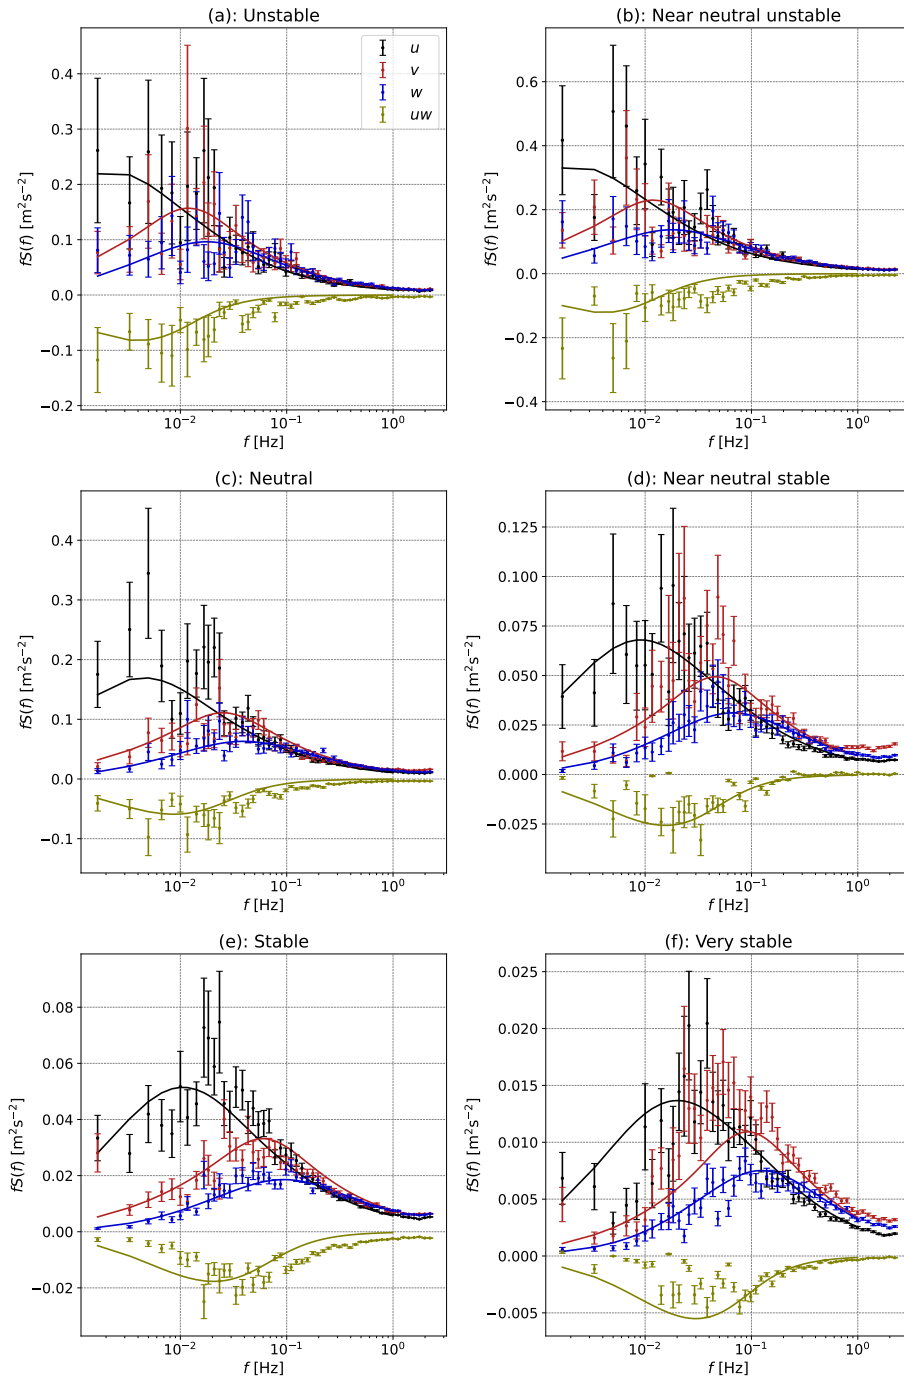 (a): Unstable
0.4
0.3
0.2
0.1
0.0
−0.1
−0.2
fS(f) [m²s⁻²]
u
v
w
uw
10⁻² 10⁻¹ 10⁰
f [Hz]
(b): Near neutral unstable
0.6
0.4
0.2
0.0
−0.2
−0.4
fS(f) [m²s⁻²]
10⁻² 10⁻¹ 10⁰
f [Hz]
(c): Neutral
0.4
0.3
0.2
0.1
0.0
−0.1
fS(f) [m²s⁻²]
10⁻² 10⁻¹ 10⁰
f [Hz]
(d): Near neutral stable
0.125
0.100
0.075
0.050
0.025
0.000
−0.025
fS(f) [m²s⁻²]
10⁻² 10⁻¹ 10⁰
f [Hz]
(e): Stable
0.08
0.06
0.04
0.02
0.00
−0.02
fS(f) [m²s⁻²]
10⁻² 10⁻¹ 10⁰
f [Hz]
(f): Very stable
0.025
0.020
0.015
0.010
0.005
0.000
−0.005
fS(f) [m²s⁻²]
10⁻² 10⁻¹ 10⁰
f [Hz]